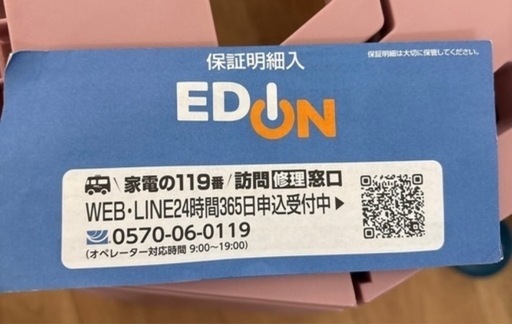 保証明細入
保証明細は大切に保管してください。
EDION
家電の119番 訪問修理窓口
WEB・LINE24時間365日申込受付中▶
0570-06-0119
(オペレーター対応時間 9:00〜19:00)